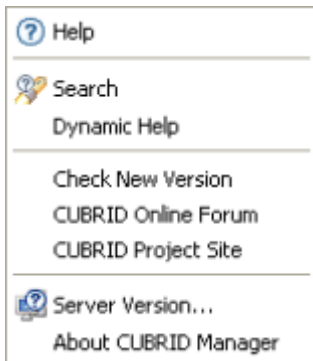 Help
Search
Dynamic Help
Check New Version
CUBRID Online Forum
CUBRID Project Site
Server Version...
About CUBRID Manager